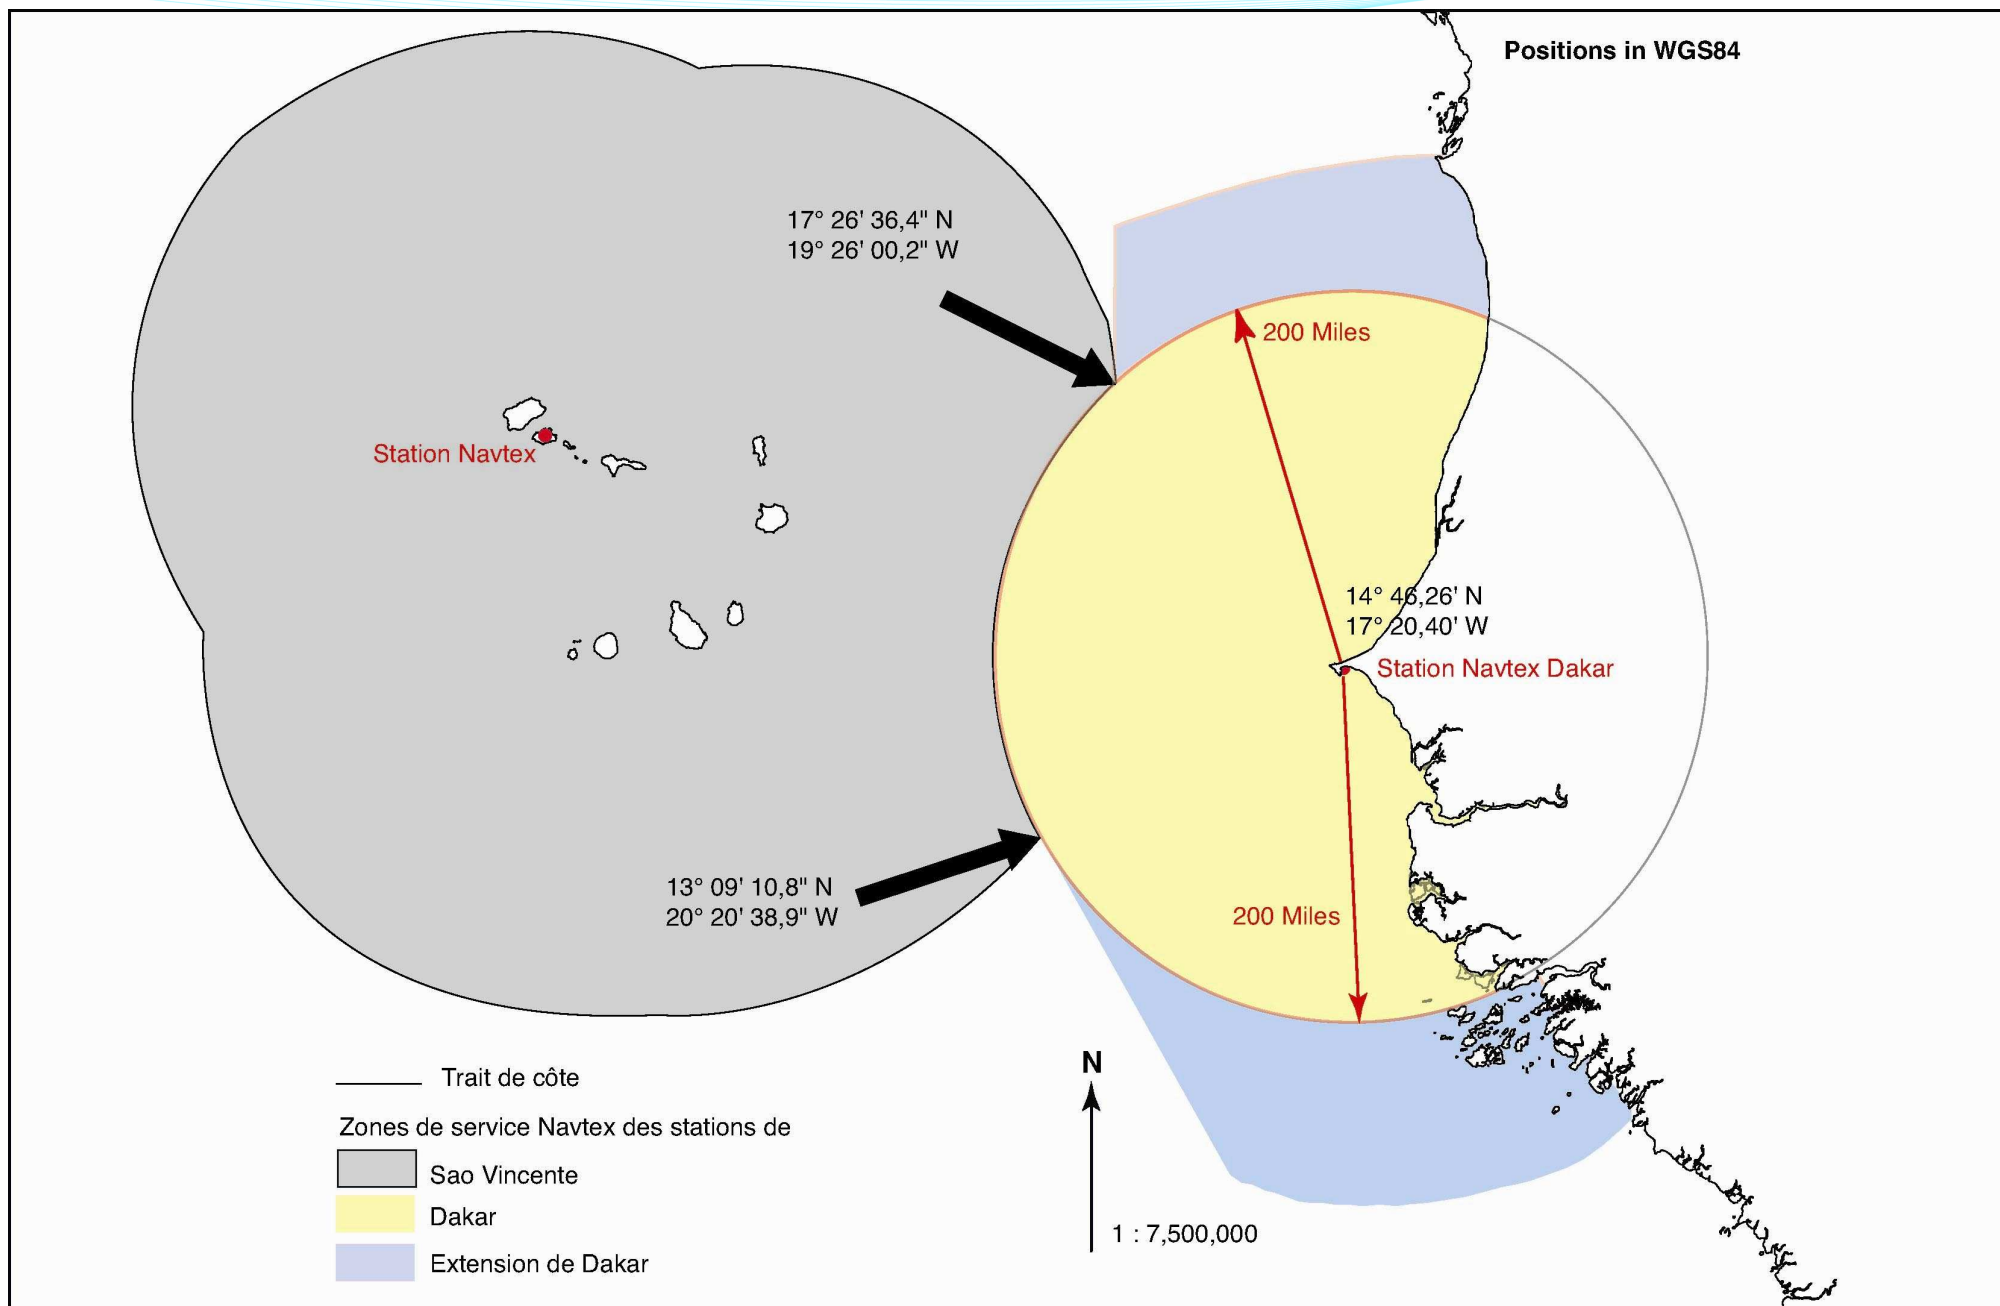 Positions in WGS84
17° 26' 36,4" N
19° 26' 00,2" W
200 Miles
Station Navtex
14° 46,26' N
17° 20,40' W
Station Navtex Dakar
13° 09' 10,8" N
20° 20' 38,9" W
200 Miles
N
Trait de côte
Zones de service Navtex des stations de
Sao Vincente
Dakar
Extension de Dakar
1 : 7,500,000